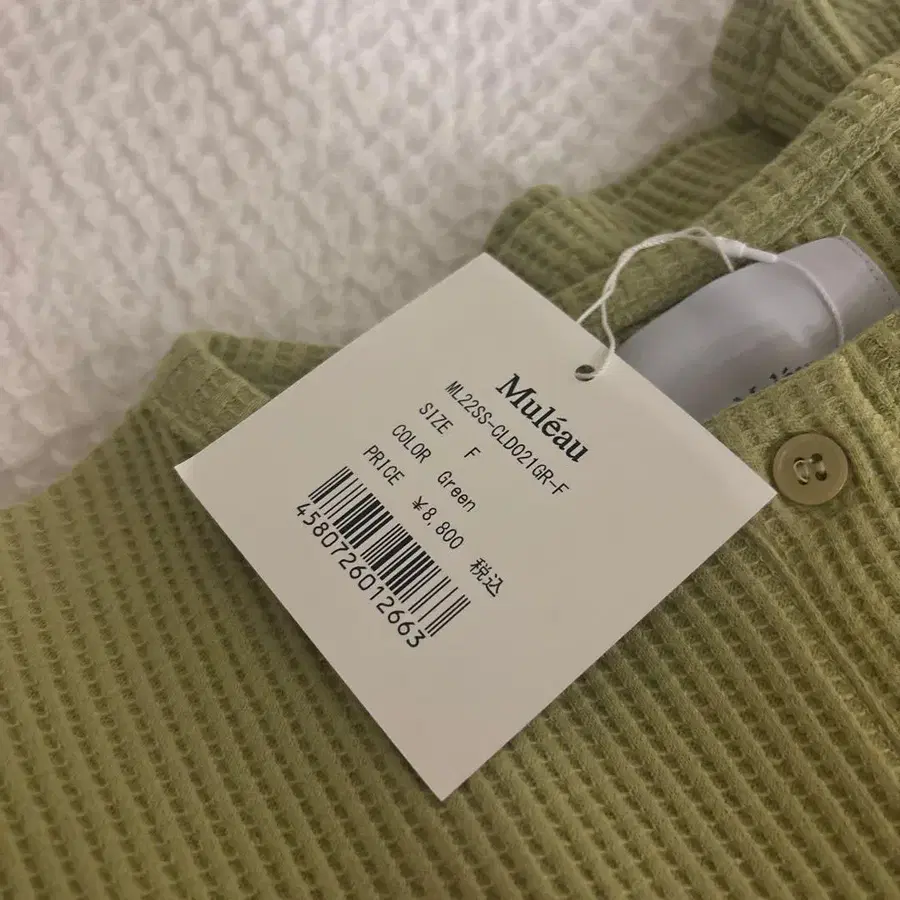 Muléau
ML22SS-CLD021GR-F
SIZE F
COLOR Green
PRICE ¥8,800 税込
4580726012663